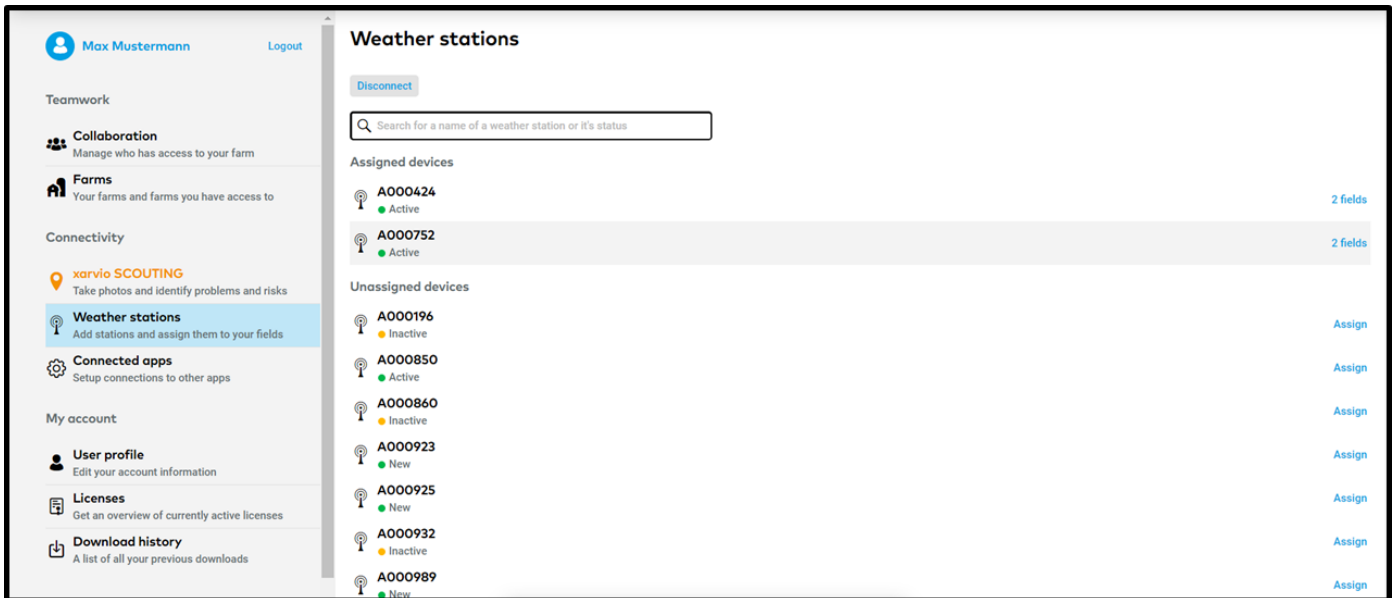 Max Mustermann
Logout
Teamwork
Collaboration
Manage who has access to your farm
Farms
Your farms and farms you have access to
Connectivity
xarvio SCOUTING
Take photos and identify problems and risks
Weather stations
Add stations and assign them to your fields
Connected apps
Setup connections to other apps
My account
User profile
Edit your account information
Licenses
Get an overview of currently active licenses
Download history
A list of all your previous downloads
Weather stations
Disconnect
Search for a name of a weather station or it's status
Assigned devices
A000424
Active
2 fields
A000752
Active
2 fields
Unassigned devices
A000196
Inactive
Assign
A000850
Active
Assign
A000860
Inactive
Assign
A000923
New
Assign
A000925
New
Assign
A000932
Inactive
Assign
A000989
New
Assign